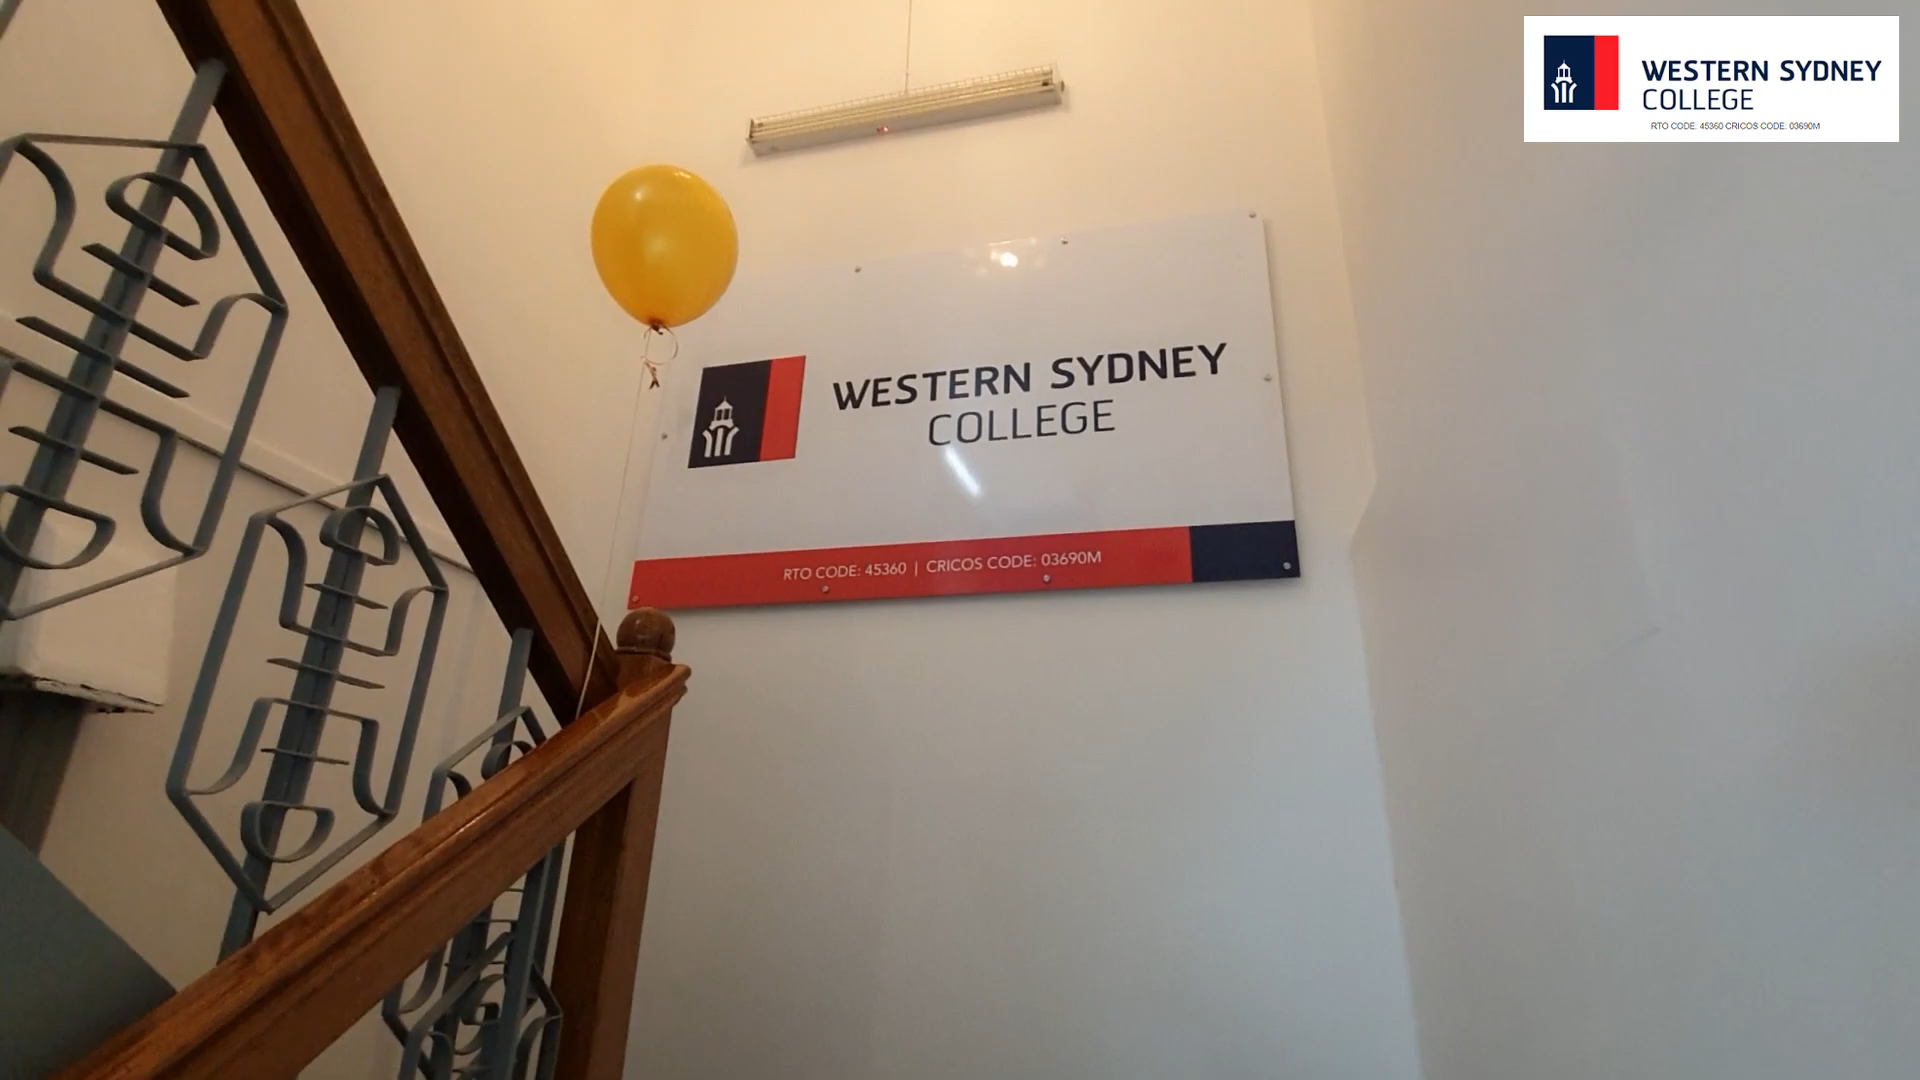 WESTERN SYDNEY
COLLEGE
RTO CODE: 45360 CRICOS CODE: 03690M
WESTERN SYDNEY
COLLEGE
RTO CODE: 45360 | CRICOS CODE: 03690M